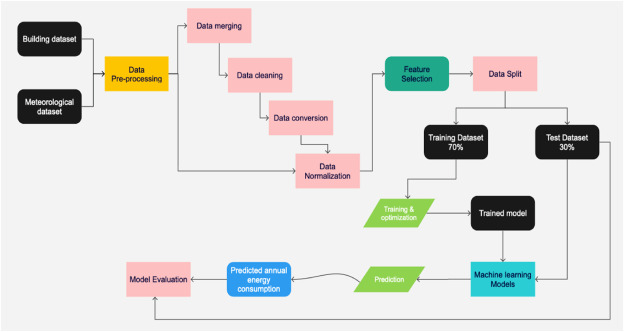 Building dataset
Meteorological
dataset
Data
Pre-processing
Data merging
Data cleaning
Data conversion
Data
Normalization
Feature
Selection
Data Split
Training Dataset
70%
Test Dataset
30%
Training &
optimization
Trained model
Machine learning
Models
Prediction
Predicted annual
energy
consumption
Model Evaluation